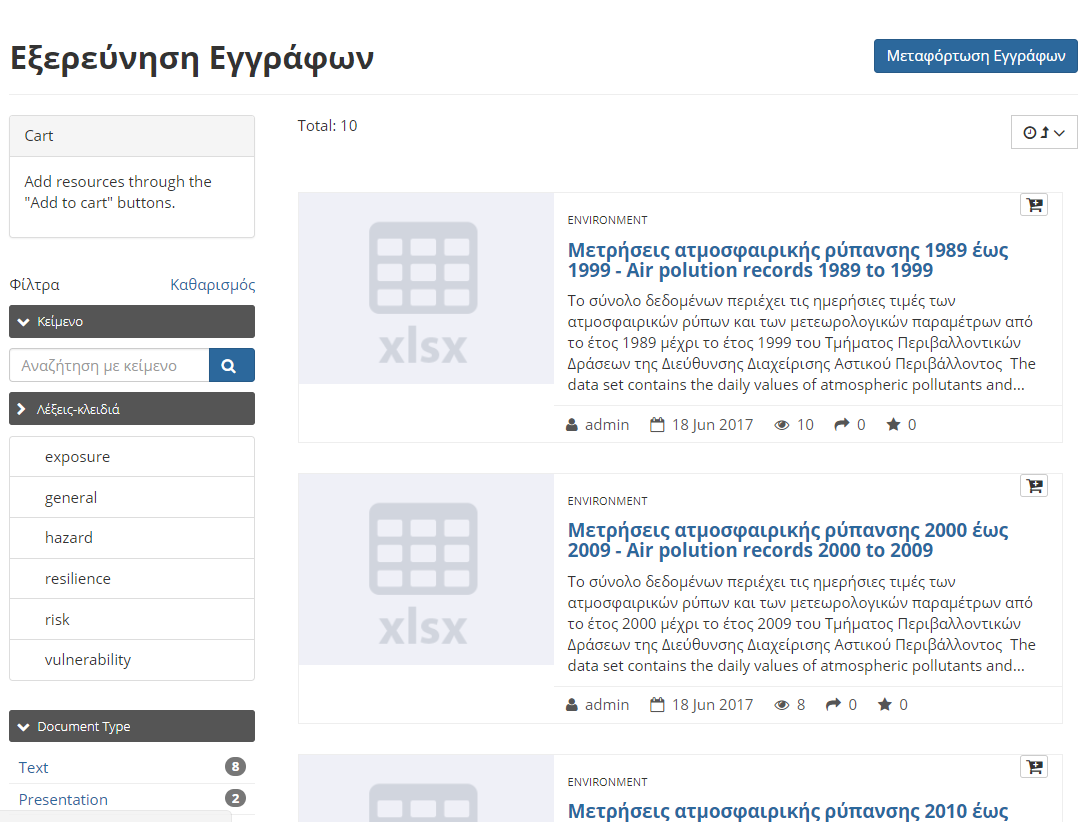 Εξερεύνηση Εγγράφων
Μεταφόρτωση Εγγράφων
Cart
Add resources through the
"Add to cart" buttons.
Φίλτρα Καθαρισμός
Κείμενο
Αναζήτηση με κείμενο
Λέξεις-κλειδιά
exposure
general
hazard
resilience
risk
vulnerability
Document Type
Text 8
Presentation 2
Total: 10
xlsx
ENVIRONMENT
Μετρήσεις ατμοσφαιρικής ρύπανσης 1989 έως
1999 - Air polution records 1989 to 1999
Το σύνολο δεδομένων περιέχει τις ημερήσιες τιμές των
ατμοσφαιρικών ρύπων και των μετεωρολογικών παραμέτρων από
το έτος 1989 μέχρι το έτος 1999 του Τμήματος Περιβαλλοντικών
Δράσεων της Διεύθυνσης Διαχείρισης Αστικού Περιβάλλοντος The
data set contains the daily values of atmospheric pollutants and...
admin 18 Jun 2017 10 0 0
xlsx
ENVIRONMENT
Μετρήσεις ατμοσφαιρικής ρύπανσης 2000 έως
2009 - Air polution records 2000 to 2009
Το σύνολο δεδομένων περιέχει τις ημερήσιες τιμές των
ατμοσφαιρικών ρύπων και των μετεωρολογικών παραμέτρων από
το έτος 2000 μέχρι το έτος 2009 του Τμήματος Περιβαλλοντικών
Δράσεων της Διεύθυνσης Διαχείρισης Αστικού Περιβάλλοντος The
data set contains the daily values of atmospheric pollutants and...
admin 18 Jun 2017 8 0 0
ENVIRONMENT
Μετρήσεις ατμοσφαιρικής ρύπανσης 2010 έως